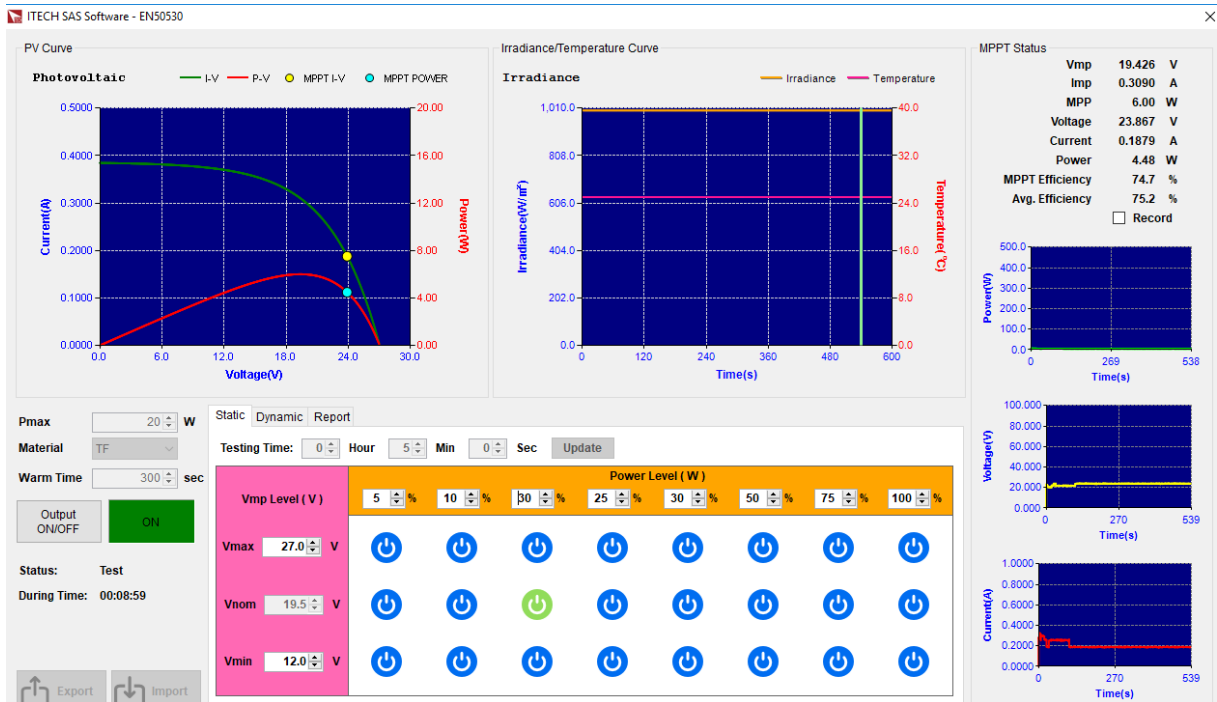 ITECH SAS Software - EN50530
PV Curve
Photovoltaic
I-V P-V MPPT I-V MPPT POWER
0.5000
0.4000
0.3000
0.2000
0.1000
0.0000
Current(A)
20.00
16.00
12.00
8.00
4.00
0.00
Power(W)
0.0 6.0 12.0 18.0 24.0 30.0
Voltage(V)
Irradiance/Temperature Curve
Irradiance
Irradiance Temperature
1,010.0
808.0
606.0
404.0
202.0
0.0
Irradiance(W/㎡)
40.0
32.0
24.0
16.0
8.0
0.0
Temperature(℃)
0 120 240 360 480 600
Time(s)
MPPT Status
Vmp 19.426 V
Imp 0.3090 A
MPP 6.00 W
Voltage 23.867 V
Current 0.1879 A
Power 4.48 W
MPPT Efficiency 74.7 %
Avg. Efficiency 75.2 %
Record
500.0
400.0
300.0
200.0
100.0
0.0
Power(W)
0 269 538
Time(s)
100.000
80.000
60.000
40.000
20.000
0.000
Voltage(V)
0 270 539
Time(s)
1.0000
0.8000
0.6000
0.4000
0.2000
0.0000
Current(A)
0 270 539
Time(s)
Pmax 20 W
Material TF
Warm Time 300 sec
Output
ON/OFF
ON
Status: Test
During Time: 00:08:59
Export Import
Static Dynamic Report
Testing Time: 0 Hour 5 Min 0 Sec Update
Vmp Level ( V )
Power Level ( W )
5 % 10 % 30 % 25 % 30 % 50 % 75 % 100 %
Vmax 27.0 V
Vnom 19.5 V
Vmin 12.0 V